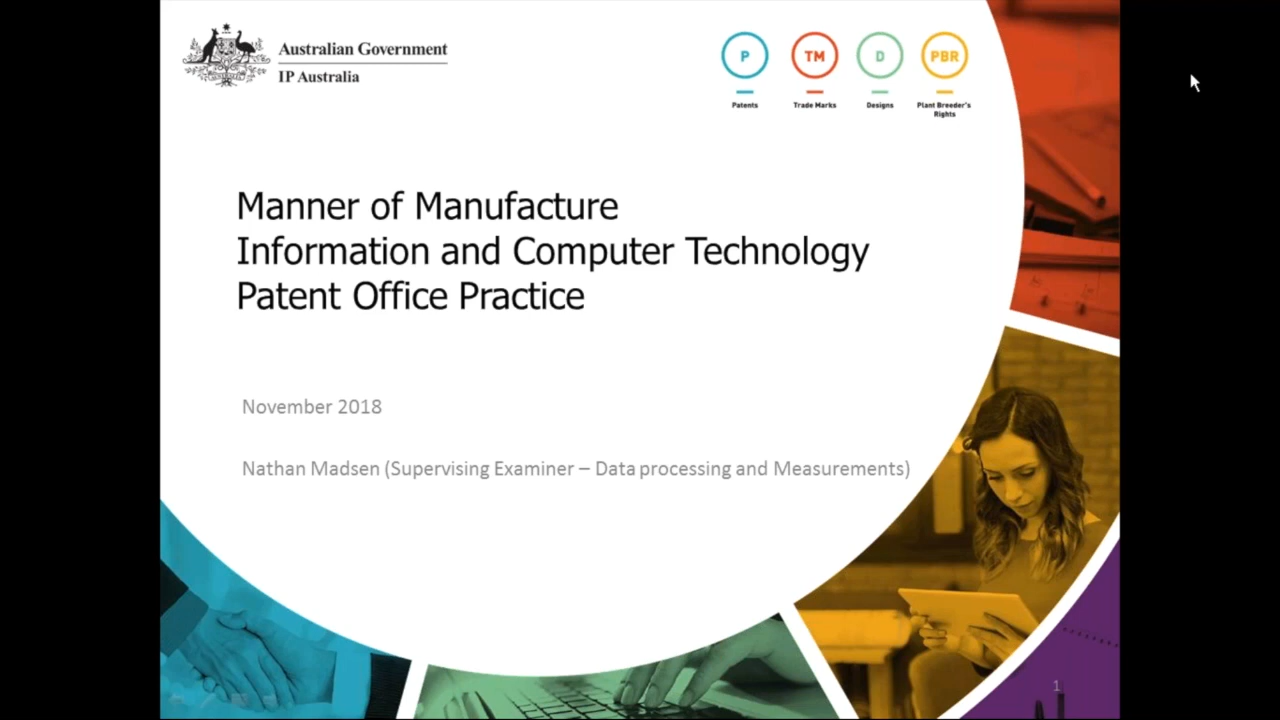 Australian Government
IP Australia
P
TM
D
PBR
Patents
Trade Marks
Designs
Plant Breeder's
Rights
Manner of Manufacture
Information and Computer Technology
Patent Office Practice
November 2018
Nathan Madsen (Supervising Examiner – Data processing and Measurements)
1